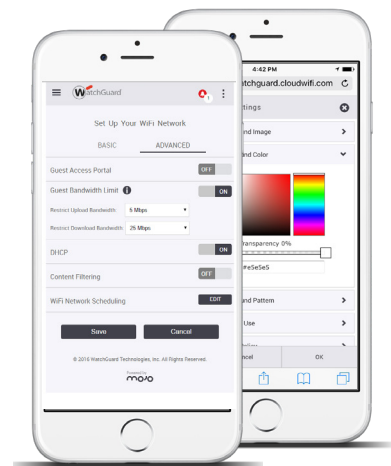 WatchGuard
1
Set Up Your WiFi Network
BASIC ADVANCED
Guest Access Portal OFF
Guest Bandwidth Limit ON
Restrict Upload Bandwidth 5 Mbps
Restrict Download Bandwidth 25 Mbps
DHCP ON
Content Filtering OFF
WiFi Network Scheduling EDIT
Save Cancel
© 2016 WatchGuard Technologies, Inc. All Rights Reserved.
Powered by
mojo
4:42 PM
tchguard.cloudwifi.com
ttings
nd Image
nd Color
ransparency 0%
#e5e5e5
und Pattern
Use
ncel OK